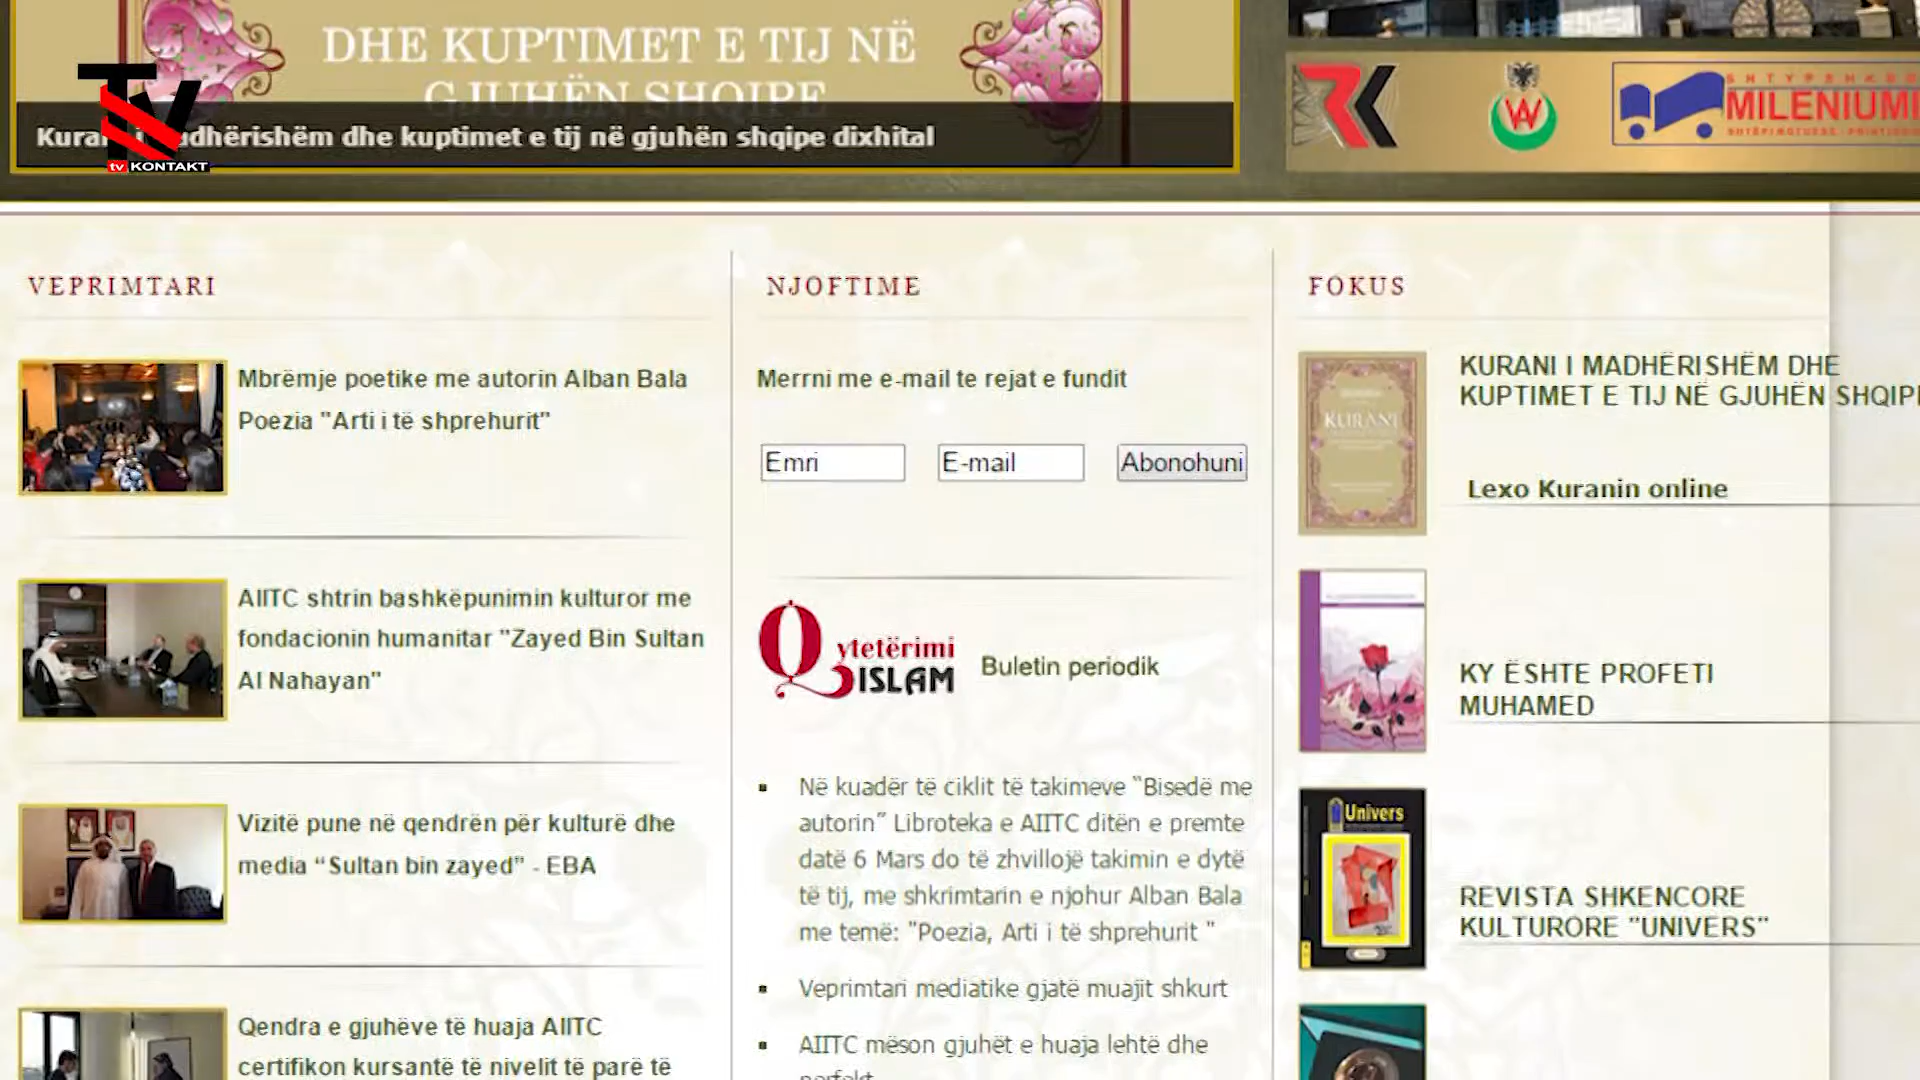 DHE KUPTIMET E TIJ NË
GJUHËN SHQIPE
dhe kuptimet e tij në gjuhën shqipe dixhital
tv KONTAKT
RK
SHTYPSHKRO
MILENIUMI
VEPRIMTARI
Mbrëmje poetike me autorin Alban Bala
Poezia "Arti i të shprehurit"
AIITC shtrin bashkëpunimin kulturor me
fondacionin humanitar "Zayed Bin Sultan
Al Nahayan"
Vizitë pune në qendrën për kulturë dhe
media “Sultan bin zayed” - EBA
Qendra e gjuhëve të huaja AIITC
certifikon kursantë të nivelit të parë të
NJOFTIME
Merrni me e-mail te rejat e fundit
Emri
E-mail
Abonohuni
Qytetërimi
ISLAM
Buletin periodik
Në kuadër të ciklit të takimeve “Bisedë me
autorin” Libroteka e AIITC ditën e premte
datë 6 Mars do të zhvillojë takimin e dytë
të tij, me shkrimtarin e njohur Alban Bala
me temë: "Poezia, Arti i të shprehurit "
Veprimtari mediatike gjatë muajit shkurt
AIITC mëson gjuhët e huaja lehtë dhe
perfekt
FOKUS
KURANI
KURANI I MADHËRISHËM DHE
KUPTIMET E TIJ NË GJUHËN SHQIPE
Lexo Kuranin online
KY ËSHTE PROFETI
MUHAMED
Univers
REVISTA SHKENCORE
KULTURORE "UNIVERS"